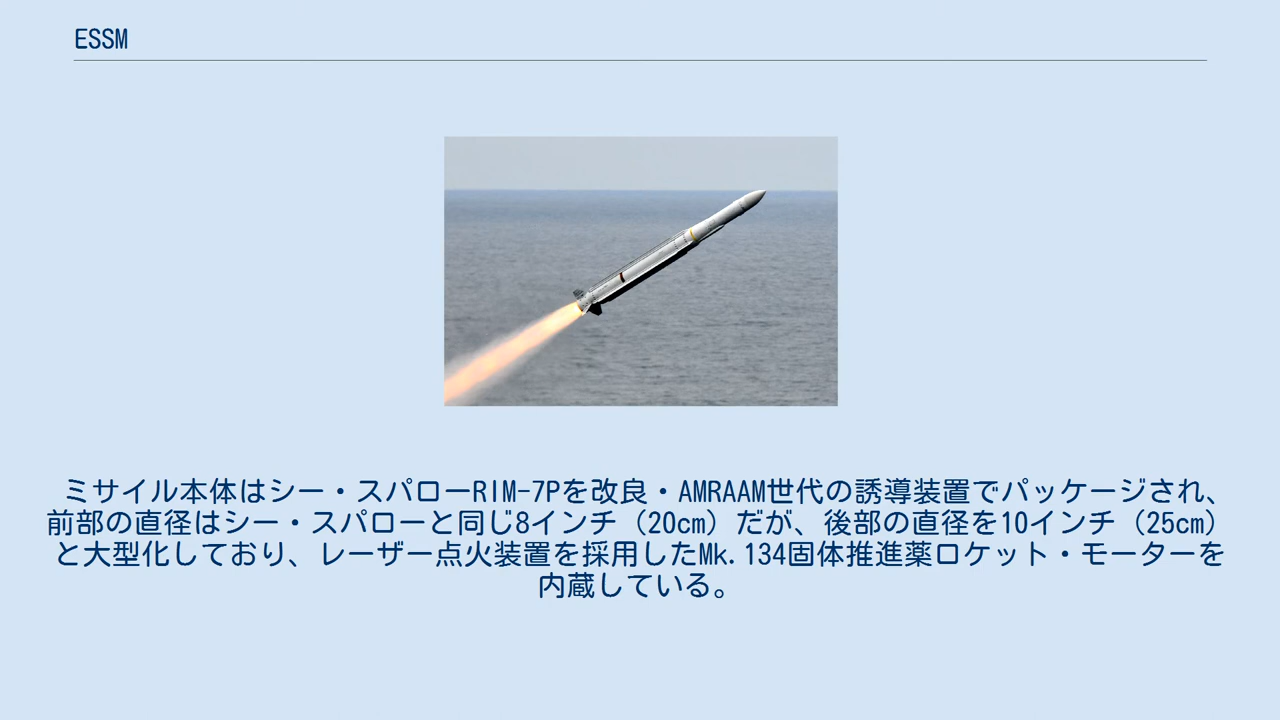 ESSM
ミサイル本体はシー・スパローRIM-7Pを改良・AMRAAM世代の誘導装置でパッケージされ、
前部の直径はシー・スパローと同じ8インチ（20cm）だが、後部の直径を10インチ（25cm）
と大型化しており、レーザー点火装置を採用したMk.134固体推進薬ロケット・モーターを
内蔵している。